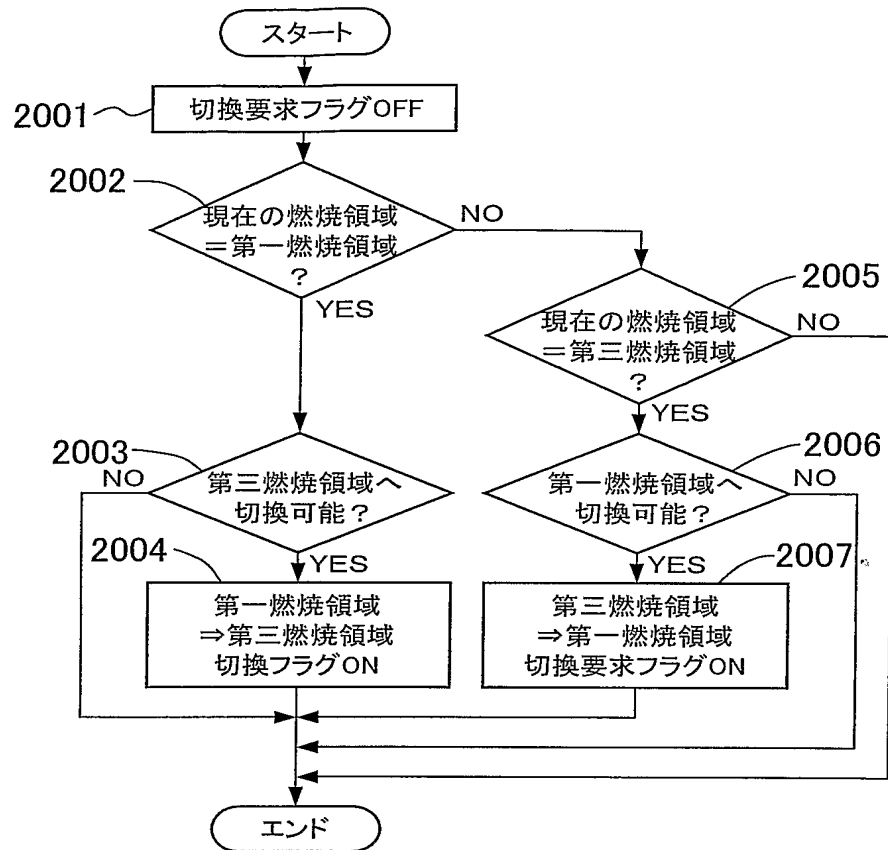 スタート
2001
切換要求フラグOFF
2002
現在の燃焼領域
=第一燃焼領域
?
NO
YES
2005
現在の燃焼領域
=第三燃焼領域
?
NO
YES
2003
NO
第三燃焼領域へ
切換可能?
YES
2006
第一燃焼領域へ
切換可能?
NO
YES
2004
第一燃焼領域
⇒第三燃焼領域
切換フラグON
2007
第三燃焼領域
⇒第一燃焼領域
切換要求フラグON
エンド